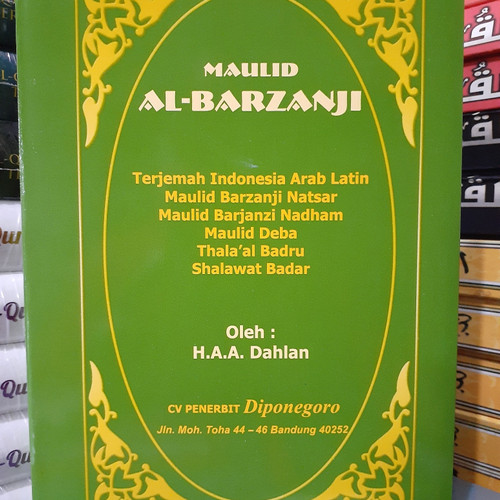 MAULID
AL-BARZANJI
Terjemah Indonesia Arab Latin
Maulid Barzanji Natsar
Maulid Barjanzi Nadham
Maulid Deba
Thala'al Badru
Shalawat Badar
Oleh :
H.A.A. Dahlan
CV PENERBIT Diponegoro
Jln. Moh. Toha 44 – 46 Bandung 40252